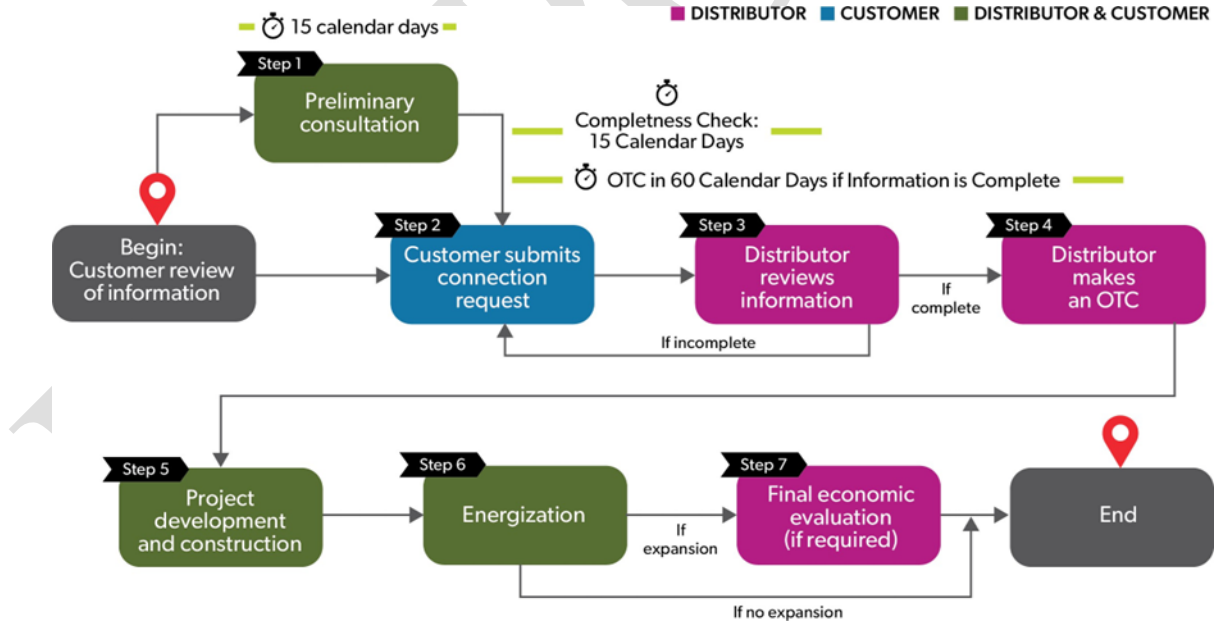 DISTRIBUTOR CUSTOMER DISTRIBUTOR & CUSTOMER
15 calendar days
Step 1
Preliminary
consultation
Completness Check:
15 Calendar Days
OTC in 60 Calendar Days if Information is Complete
Begin:
Customer review
of information
Step 2
Customer submits
connection
request
Step 3
Distributor
reviews
information
If
complete
Step 4
Distributor
makes
an OTC
If incomplete
Step 5
Project
development
and construction
Step 6
Energization
If
expansion
Step 7
Final economic
evaluation
(if required)
End
If no expansion